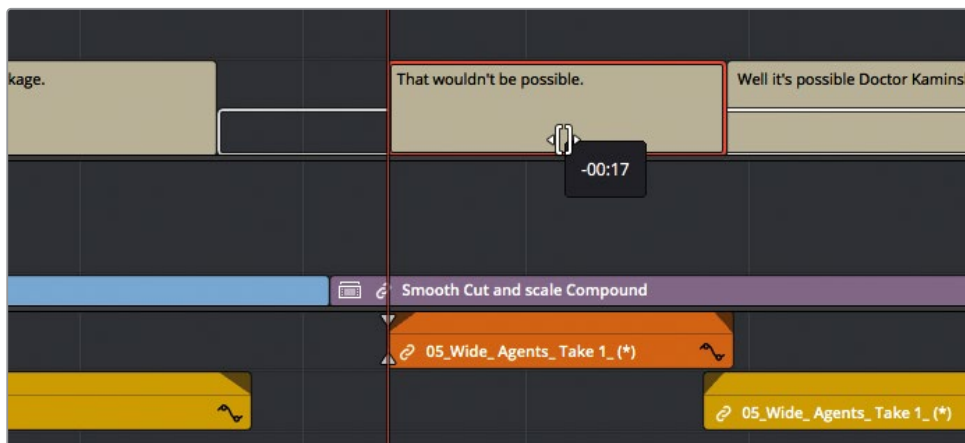 kage.
That wouldn't be possible.
Well it's possible Doctor Kamins
-00:17
Smooth Cut and scale Compound
05_Wide_ Agents_ Take 1_ (*)
05_Wide_ Agents_ Take 1_ (*)